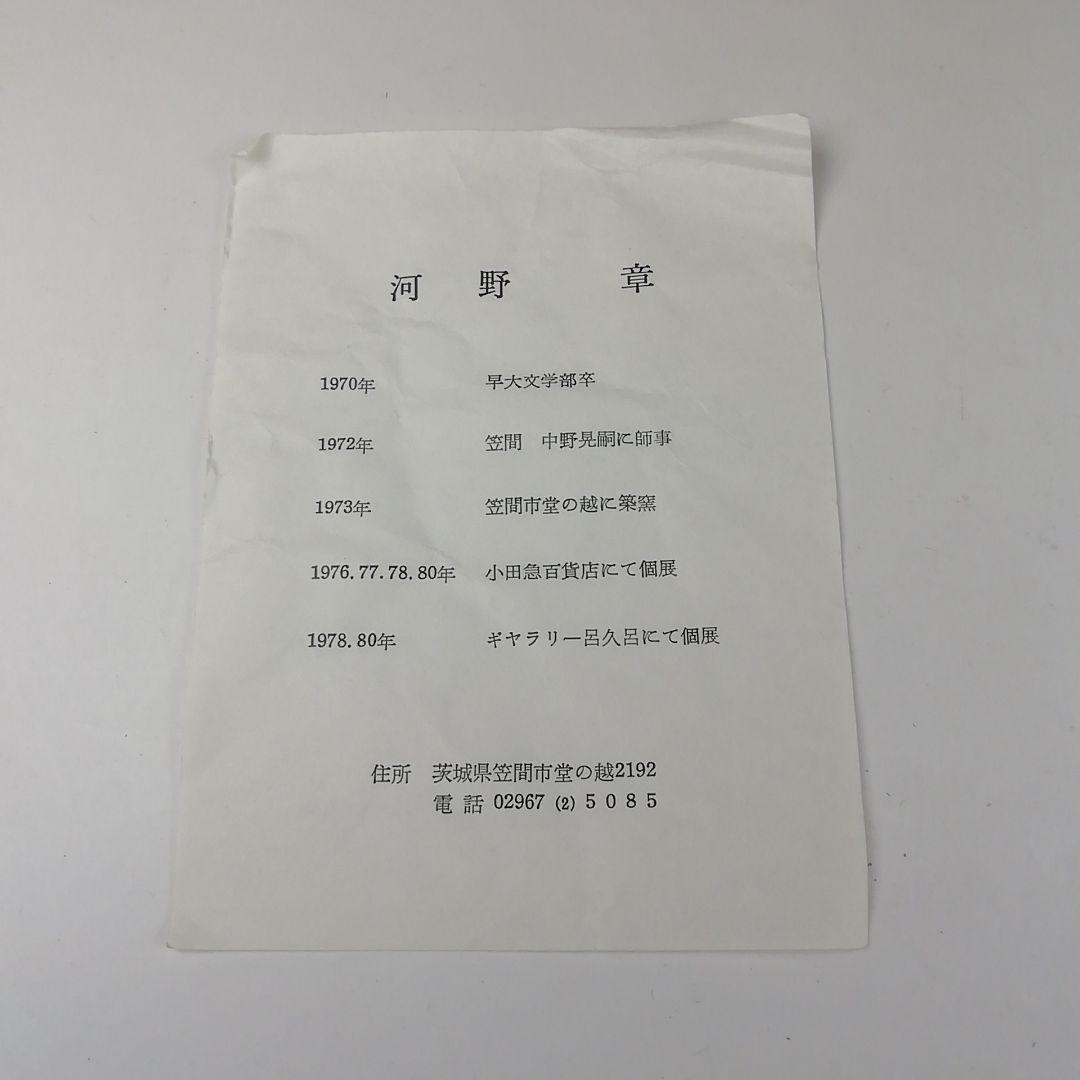 河野 章
1970年 早大文学部卒
1972年 笠間 中野晃嗣に師事
1973年 笠間市堂の越に築窯
1976.77.78.80年 小田急百貨店にて個展
1978.80年 ギヤラリー呂久呂にて個展
住所 茨城県笠間市堂の越2192
電話 02967(2)5085